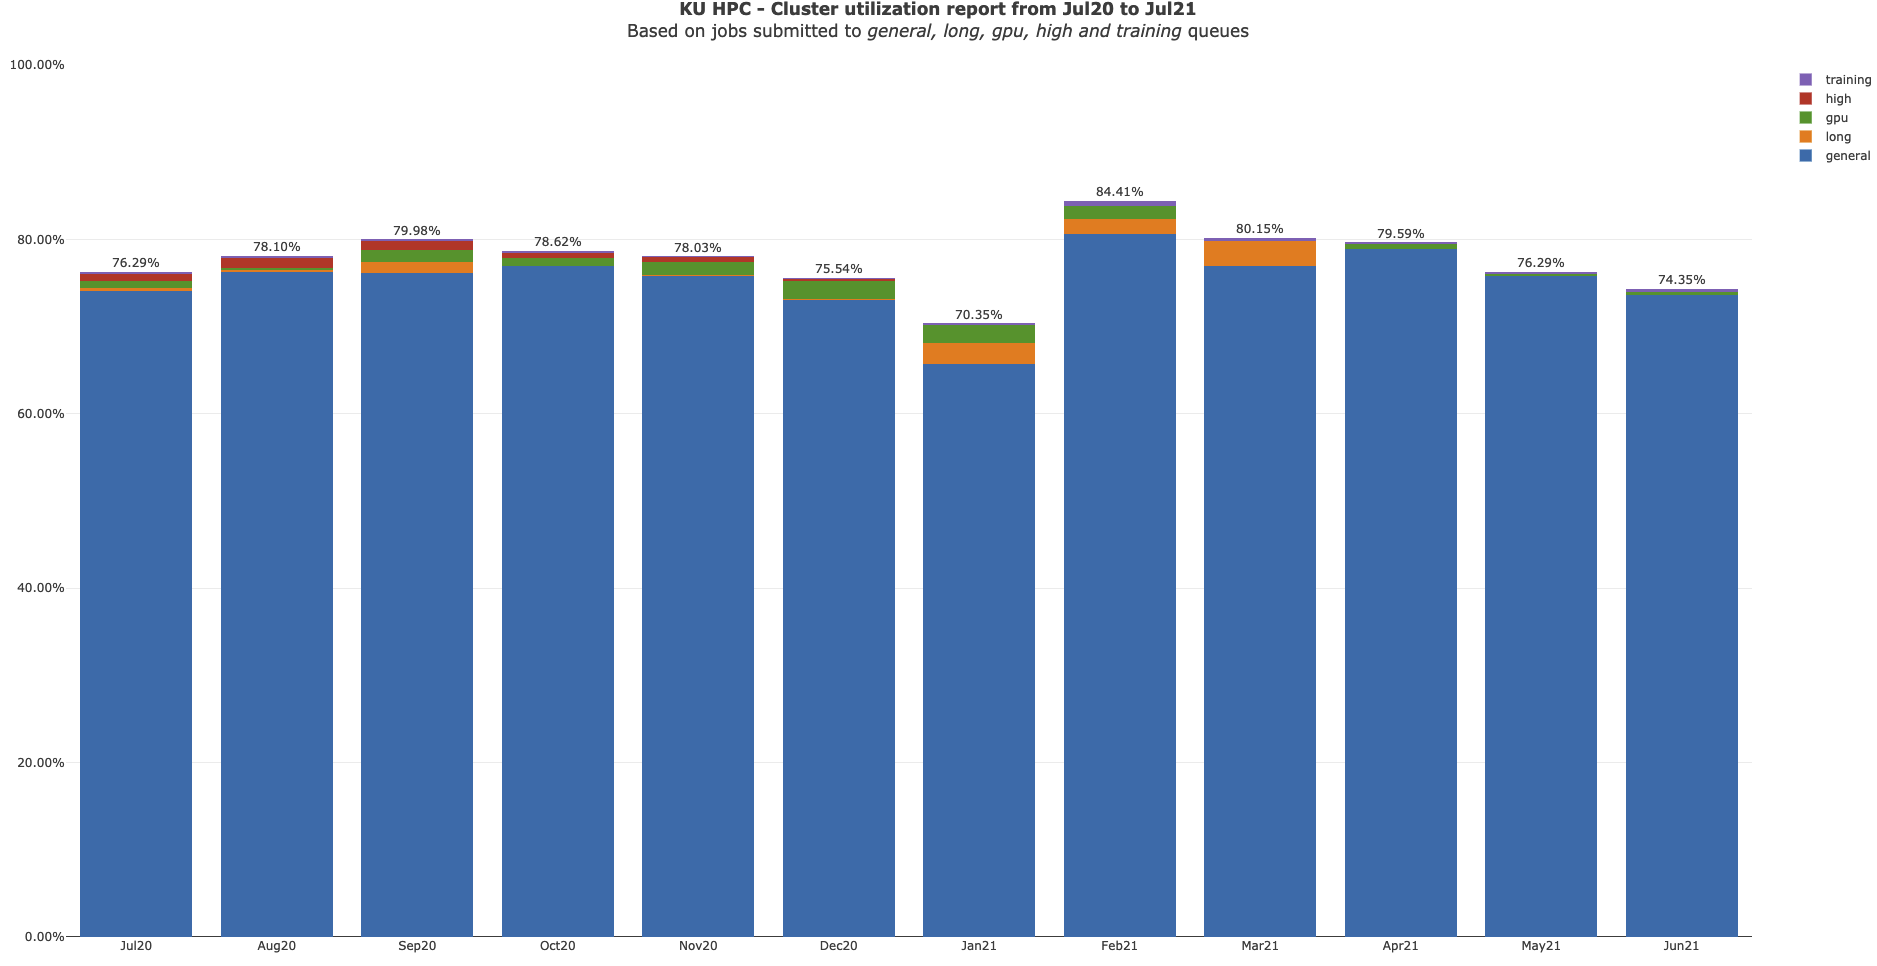 KU HPC - Cluster utilization report from Jul20 to Jul21
Based on jobs submitted to general, long, gpu, high and training queues
100.00%
80.00%
60.00%
40.00%
20.00%
0.00%
76.29%
78.10%
79.98%
78.62%
78.03%
75.54%
70.35%
84.41%
80.15%
79.59%
76.29%
74.35%
Jul20
Aug20
Sep20
Oct20
Nov20
Dec20
Jan21
Feb21
Mar21
Apr21
May21
Jun21
training
high
gpu
long
general